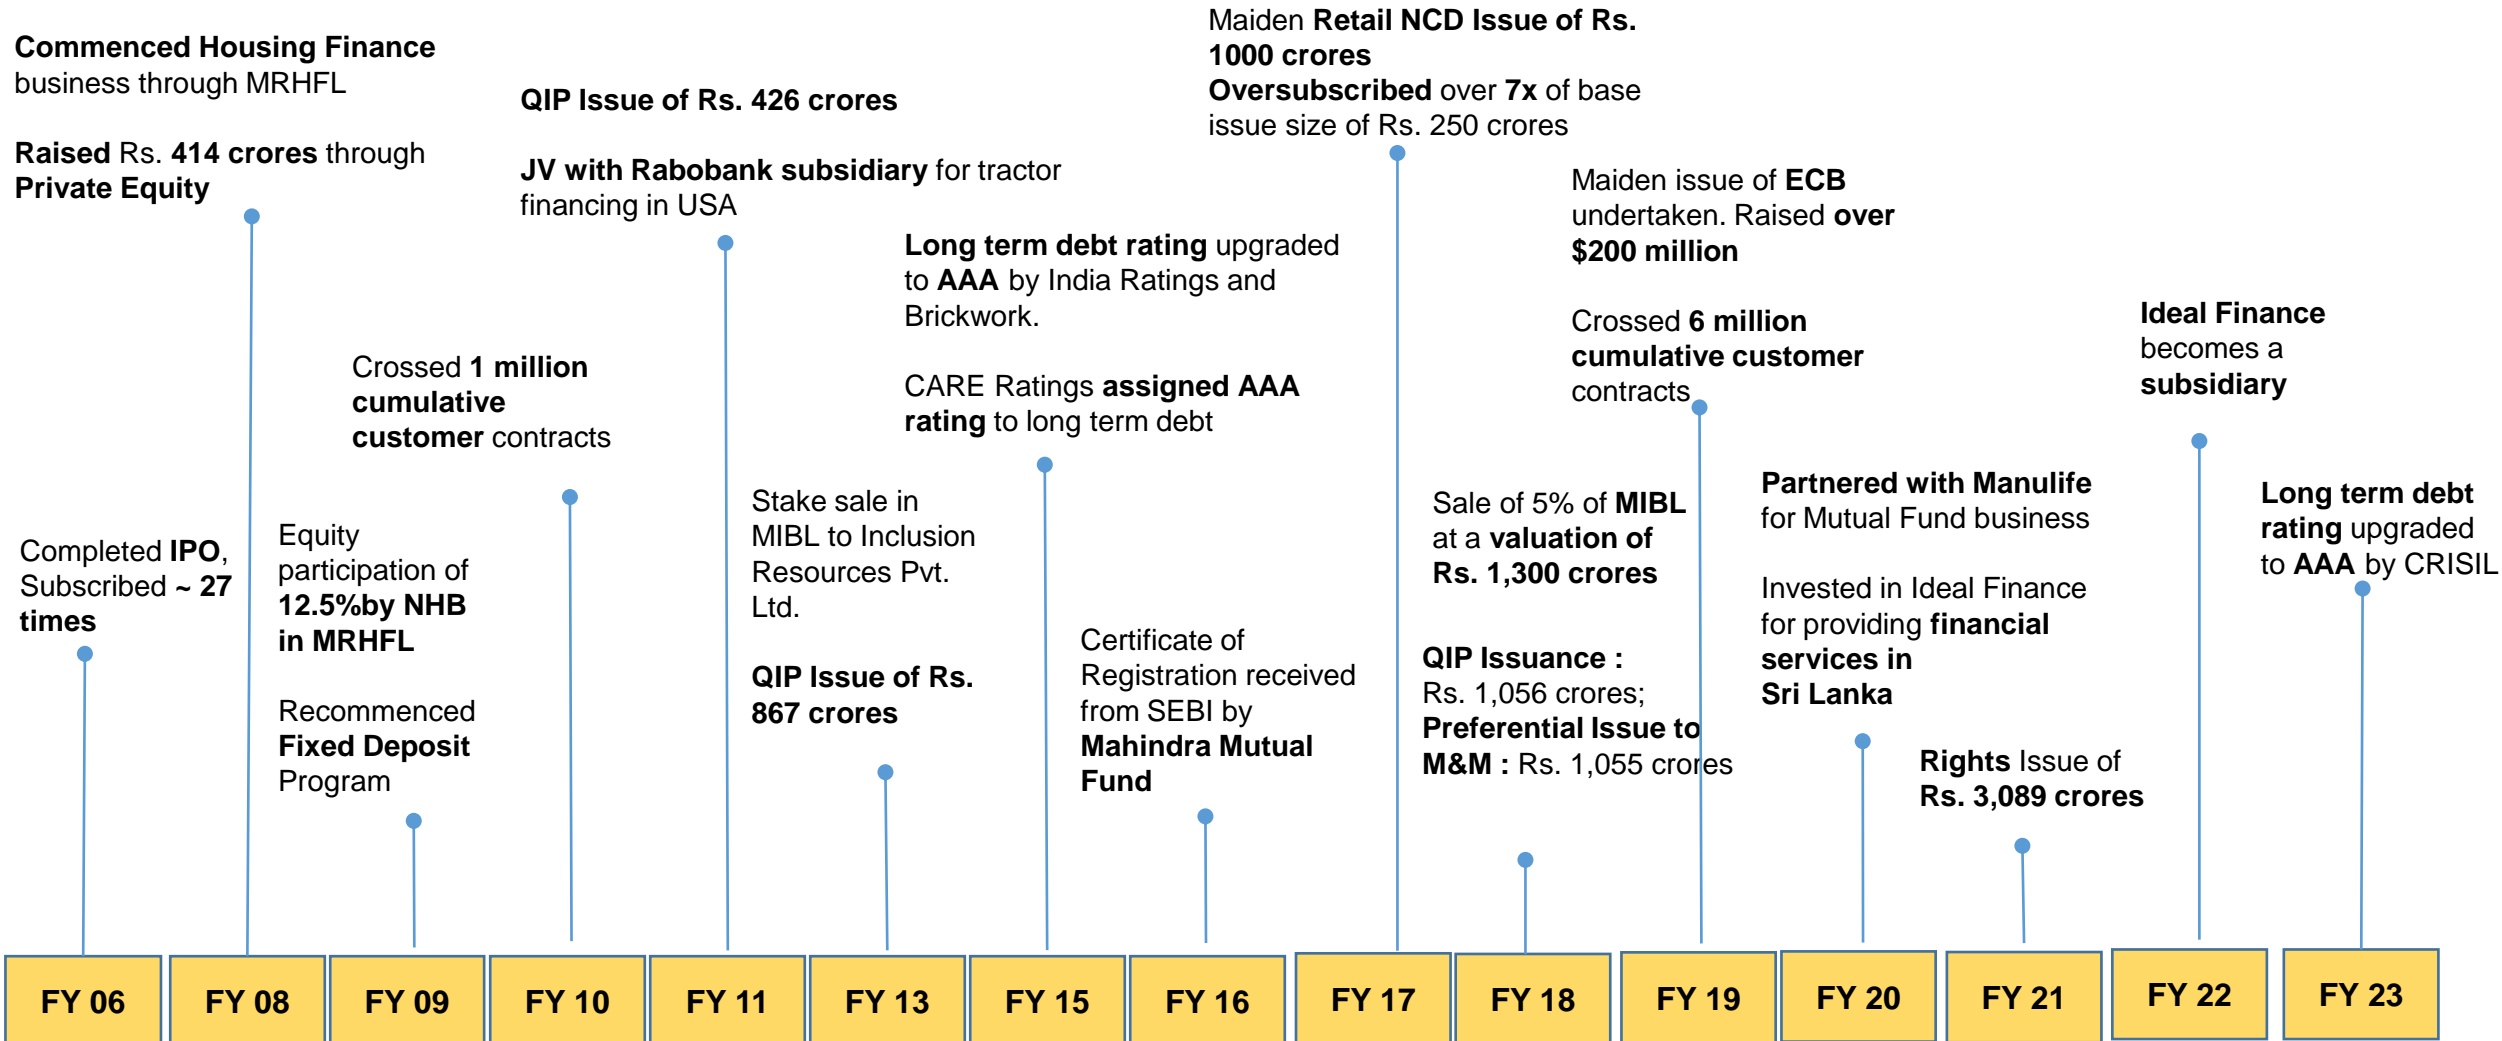 Commenced Housing Finance
business through MRHFL
Raised Rs. 414 crores through
Private Equity
QIP Issue of Rs. 426 crores
JV with Rabobank subsidiary for tractor
financing in USA
Maiden Retail NCD Issue of Rs.
1000 crores
Oversubscribed over 7x of base
issue size of Rs. 250 crores
Long term debt rating upgraded
to AAA by India Ratings and
Brickwork.
CARE Ratings assigned AAA
rating to long term debt
Maiden issue of ECB
undertaken. Raised over
$200 million
Crossed 6 million
cumulative customer
contracts
Ideal Finance
becomes a
subsidiary
Crossed 1 million
cumulative
customer contracts
Completed IPO,
Subscribed ~ 27
times
Equity
participation of
12.5%by NHB
in MRHFL
Recommenced
Fixed Deposit
Program
Stake sale in
MIBL to Inclusion
Resources Pvt.
Ltd.
QIP Issue of Rs.
867 crores
Certificate of
Registration received
from SEBI by
Mahindra Mutual
Fund
Sale of 5% of MIBL
at a valuation of
Rs. 1,300 crores
QIP Issuance :
Rs. 1,056 crores;
Preferential Issue to
M&M : Rs. 1,055 crores
Partnered with Manulife
for Mutual Fund business
Invested in Ideal Finance
for providing financial
services in
Sri Lanka
Rights Issue of
Rs. 3,089 crores
Long term debt
rating upgraded
to AAA by CRISIL
FY 06
FY 08
FY 09
FY 10
FY 11
FY 13
FY 15
FY 16
FY 17
FY 18
FY 19
FY 20
FY 21
FY 22
FY 23